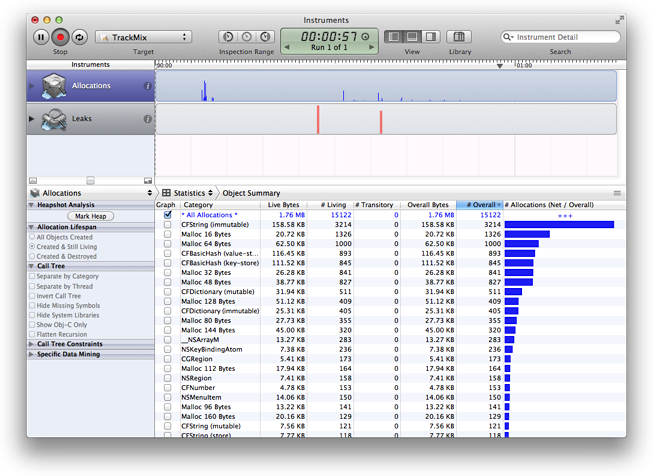 Instruments
TrackMix
00:00:57
Run 1 of 1
Instrument Detail
Stop
Target
Inspection Range
View
Library
Search
Instruments
00:00
01:00
Allocations
Leaks
Allocations
Statistics
Object Summary
Heapshot Analysis
Mark Heap
Allocation Lifespan
All Objects Created
Created & Still Living
Created & Destroyed
Call Tree
Separate by Category
Separate by Thread
Invert Call Tree
Hide Missing Symbols
Hide System Libraries
Show Obj-C Only
Flatten Recursion
Call Tree Constraints
Specific Data Mining
Graph Category Live Bytes # Living # Transitory Overall Bytes # Overall # Allocations (Net / Overall)
* All Allocations * 1.76 MB 15122 0 1.76 MB 15122 +++
CFString (immutable) 158.58 KB 3214 0 158.58 KB 3214
Malloc 16 Bytes 20.72 KB 1326 0 20.72 KB 1326
Malloc 64 Bytes 62.50 KB 1000 0 62.50 KB 1000
CFBasicHash (value-st... 116.45 KB 893 0 116.45 KB 893
CFBasicHash (key-store) 111.52 KB 845 0 111.52 KB 845
Malloc 32 Bytes 26.28 KB 841 0 26.28 KB 841
Malloc 48 Bytes 38.77 KB 827 0 38.77 KB 827
CFDictionary (mutable) 31.94 KB 511 0 31.94 KB 511
Malloc 128 Bytes 51.12 KB 409 0 51.12 KB 409
CFDictionary (immutable) 25.31 KB 405 0 25.31 KB 405
Malloc 80 Bytes 27.73 KB 355 0 27.73 KB 355
Malloc 144 Bytes 45.00 KB 320 0 45.00 KB 320
__NSArrayM 13.27 KB 283 0 13.27 KB 283
NSKeyBindingAtom 7.38 KB 236 0 7.38 KB 236
CGRegion 5.41 KB 173 0 5.41 KB 173
Malloc 112 Bytes 17.94 KB 164 0 17.94 KB 164
NSRegion 7.41 KB 158 0 7.41 KB 158
CFNumber 4.78 KB 153 0 4.78 KB 153
NSMenuItem 14.06 KB 150 0 14.06 KB 150
Malloc 96 Bytes 13.22 KB 141 0 13.22 KB 141
Malloc 160 Bytes 20.16 KB 129 0 20.16 KB 129
CFString (mutable) 7.56 KB 121 0 7.56 KB 121
CFString (store) 7.77 KB 118 0 7.77 KB 118